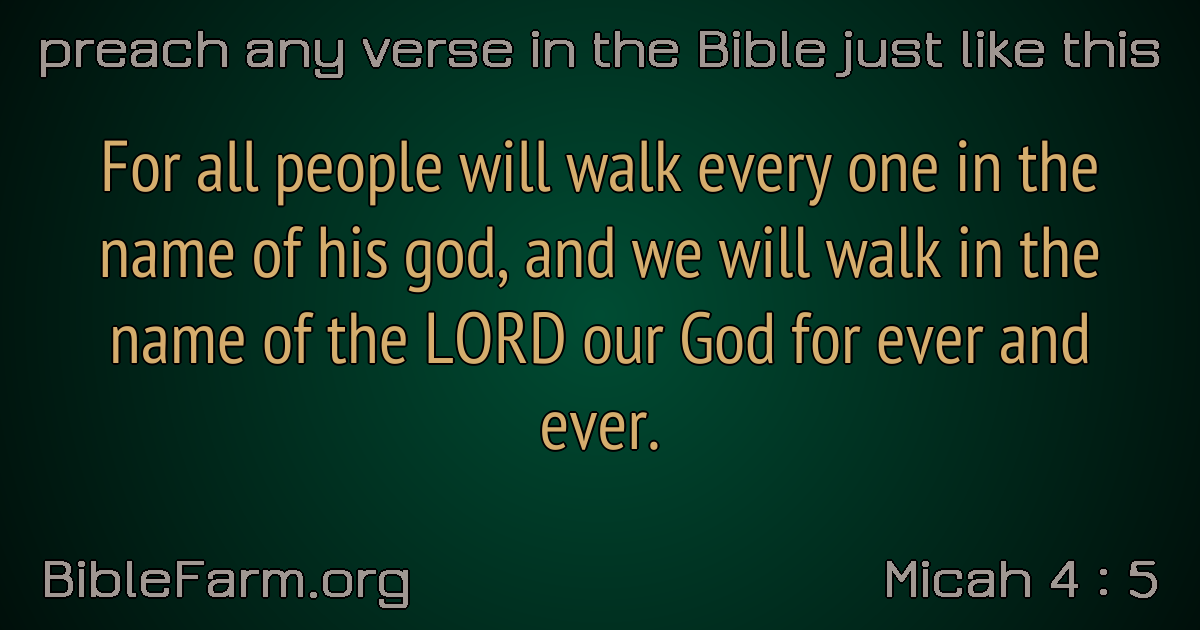 preach any verse in the Bible just like this
For all people will walk every one in the
name of his god, and we will walk in the
name of the LORD our God for ever and
ever.
BibleFarm.org
Micah 4 : 5